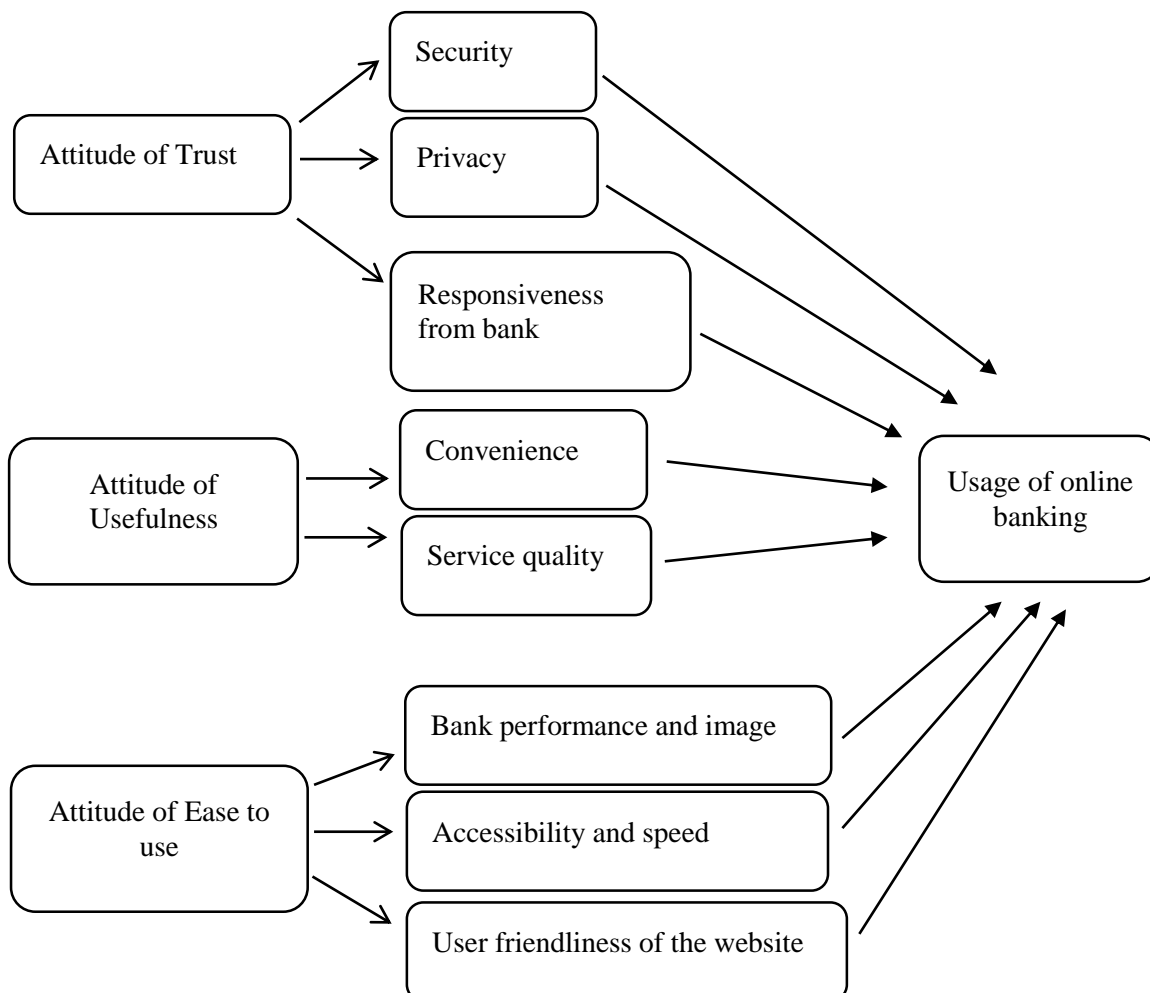 Security
Attitude of Trust
Privacy
Responsiveness
from bank
Attitude of
Usefulness
Convenience
Service quality
Usage of online
banking
Attitude of Ease to
use
Bank performance and image
Accessibility and speed
User friendliness of the website